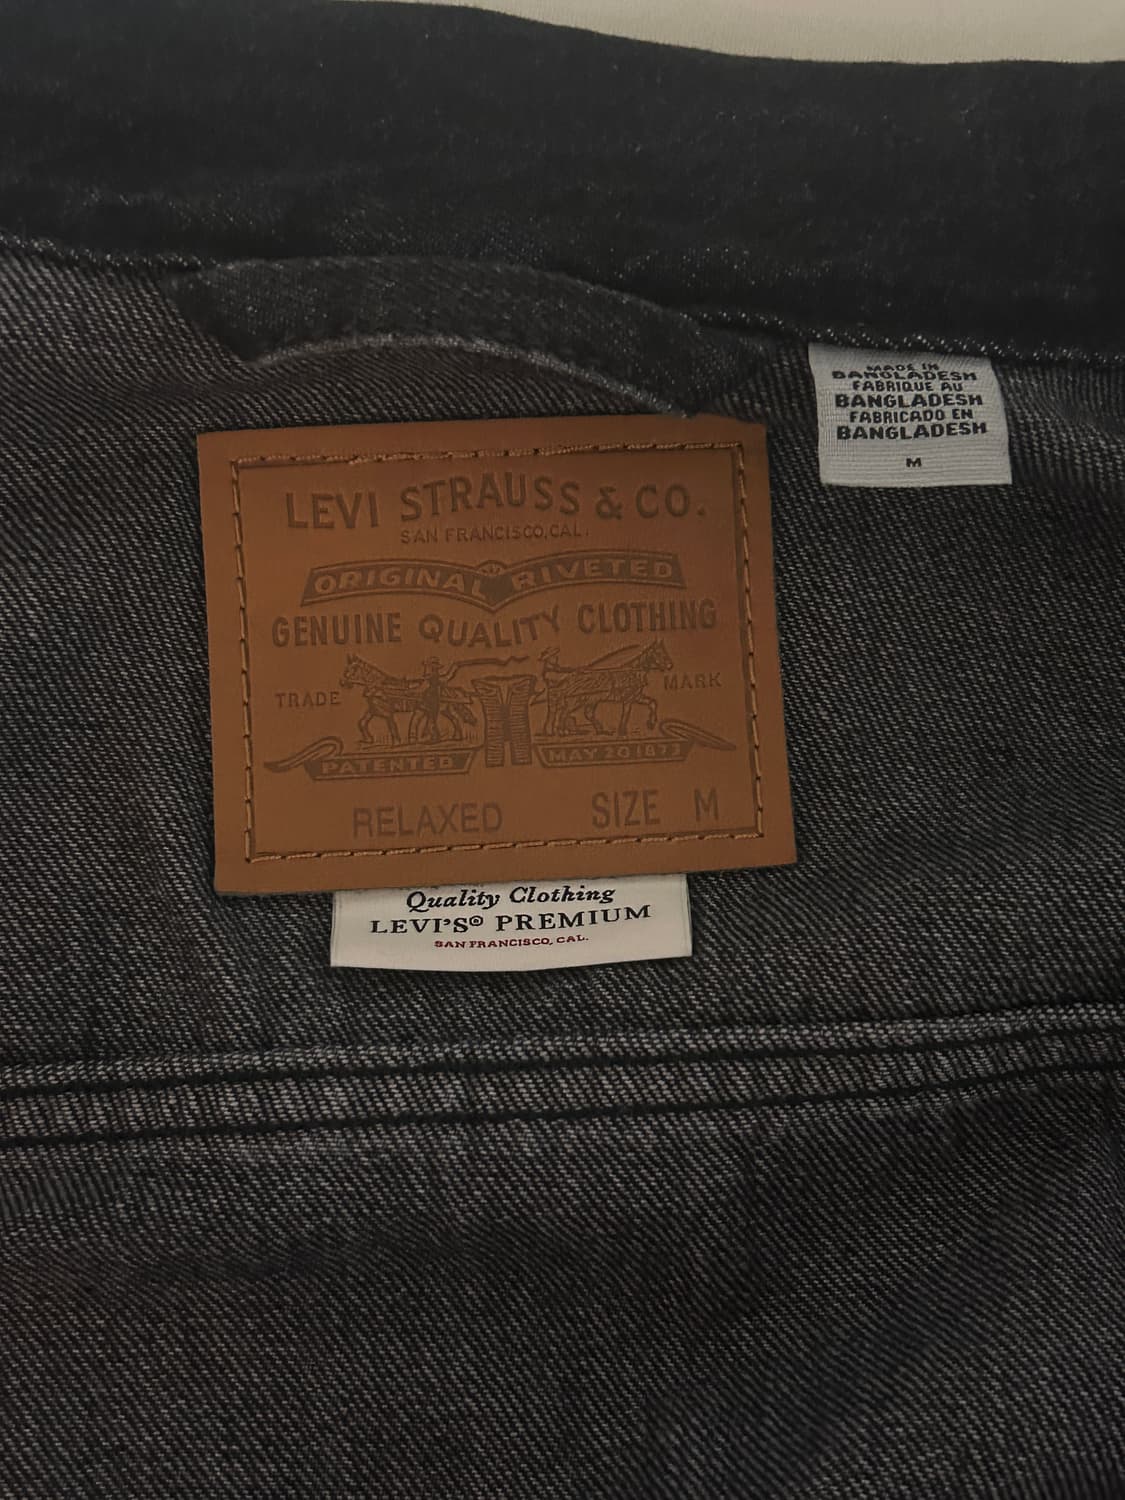 MADE IN
BANGLADESH
FABRIQUE AU
BANGLADESH
FABRICADO EN
BANGLADESH
M
LEVI STRAUSS & CO.
SAN FRANCISCO, CAL.
ORIGINAL RIVETED
GENUINE QUALITY CLOTHING
TRADE MARK
PATENTED MAY 20 1873
RELAXED SIZE M
Quality Clothing
LEVI'S® PREMIUM
SAN FRANCISCO, CAL.